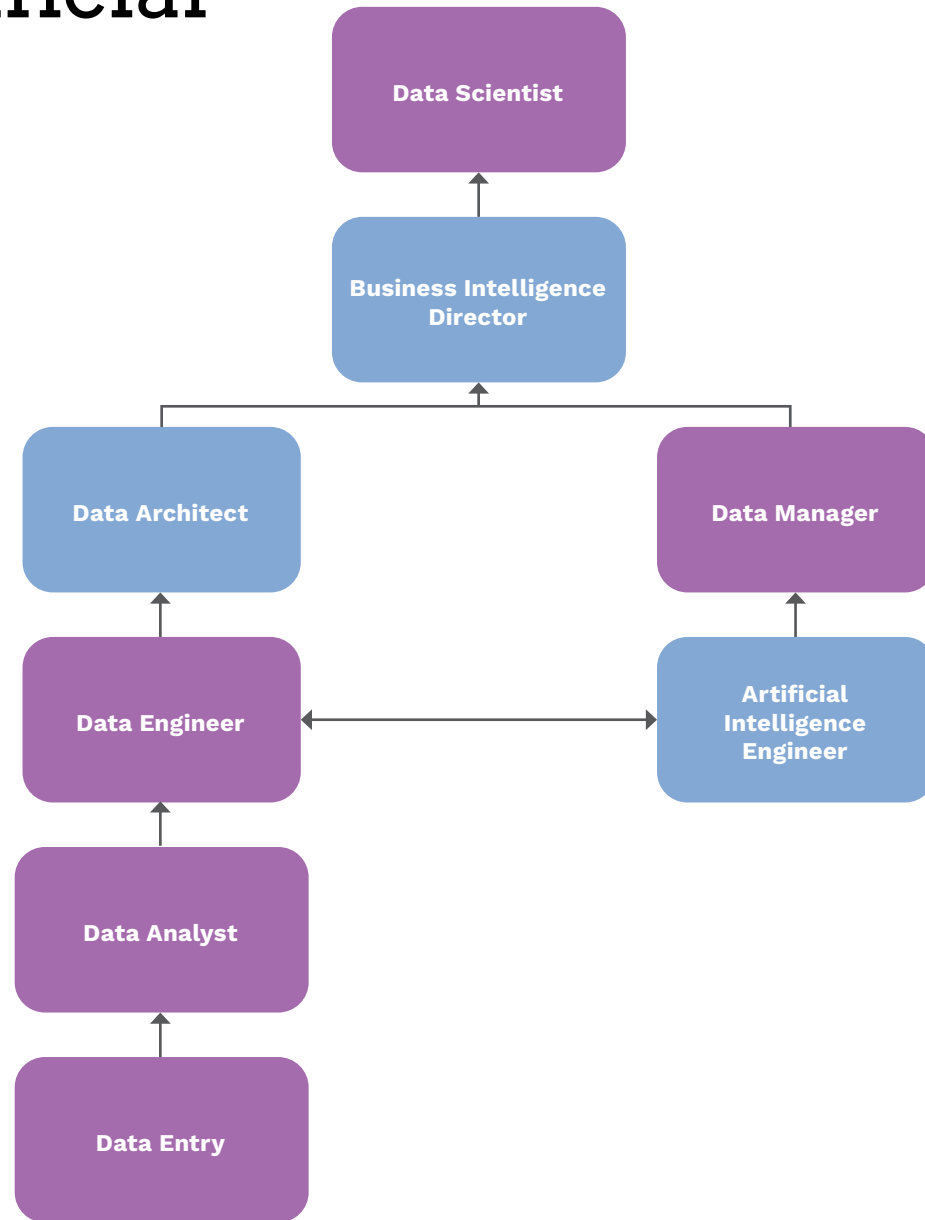 Data Scientist
Business Intelligence
Director
Data Architect
Data Manager
Data Engineer
Artificial
Intelligence
Engineer
Data Analyst
Data Entry